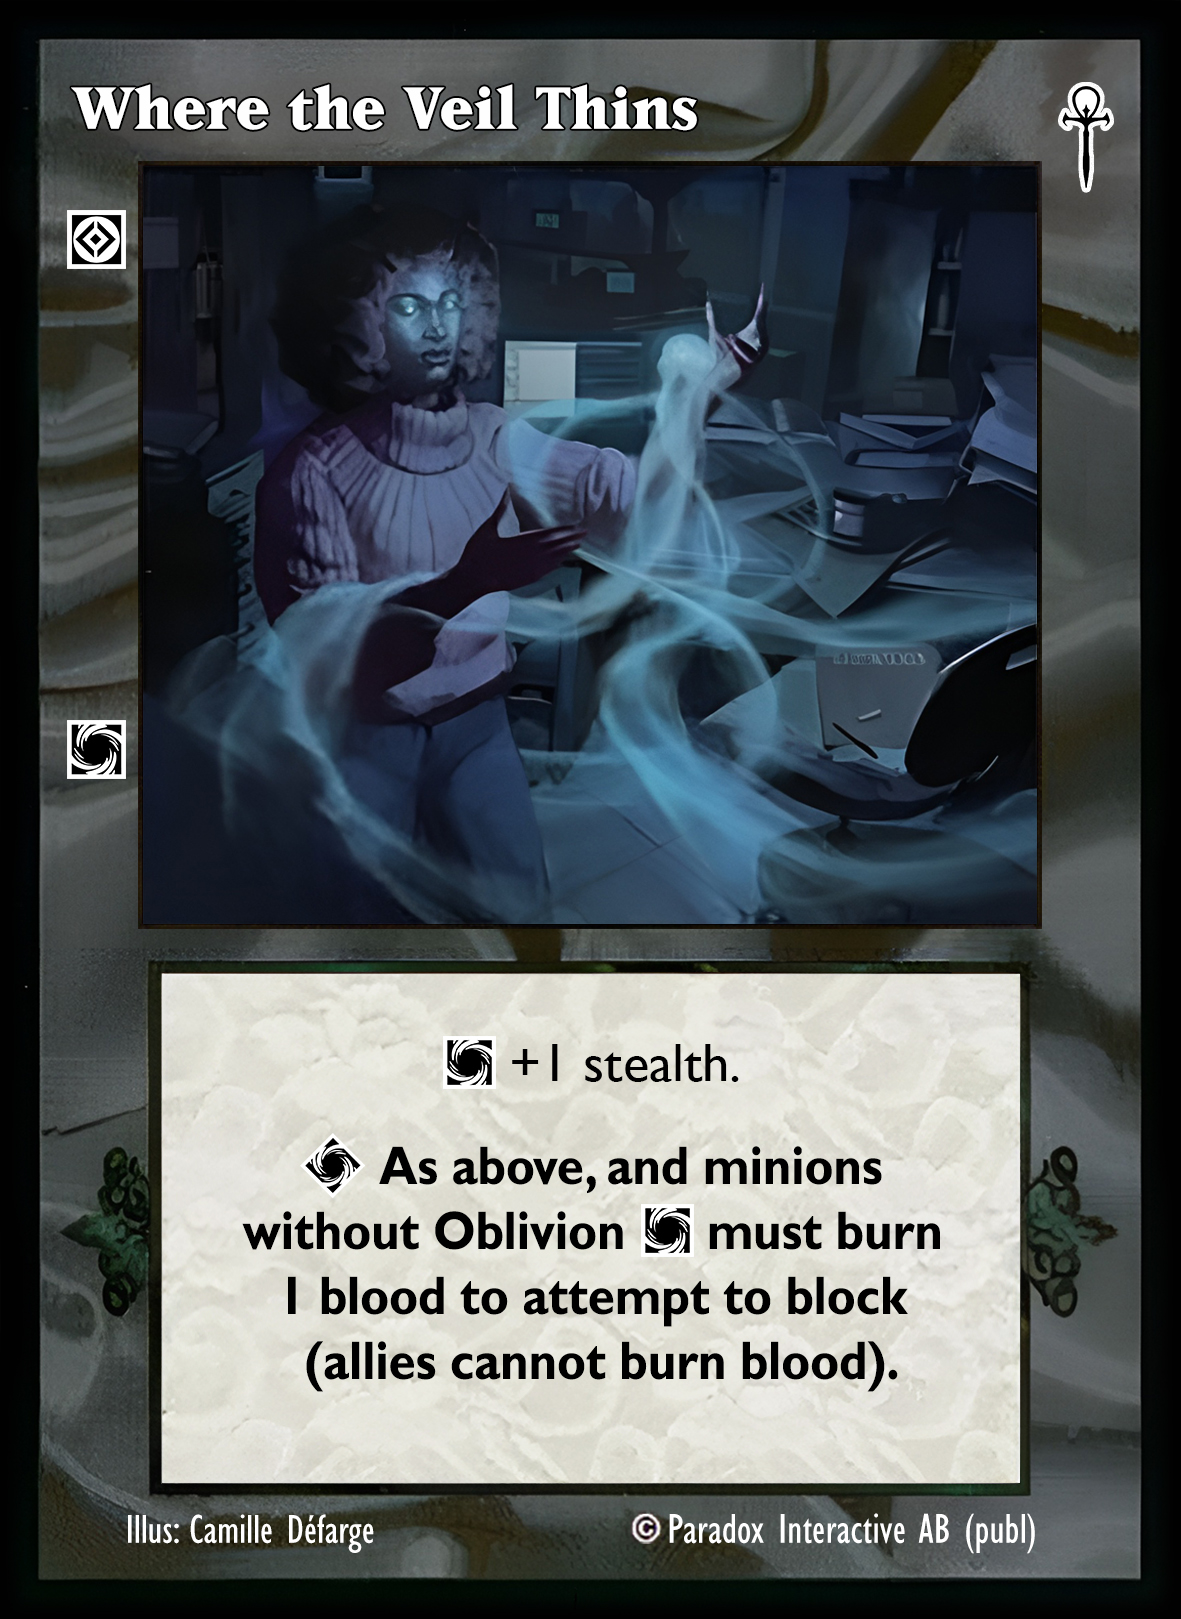 Where the Veil Thins
+1 stealth.
As above, and minions
without Oblivion must burn
1 blood to attempt to block
(allies cannot burn blood).
Illus: Camille Défarge
© Paradox Interactive AB (publ)